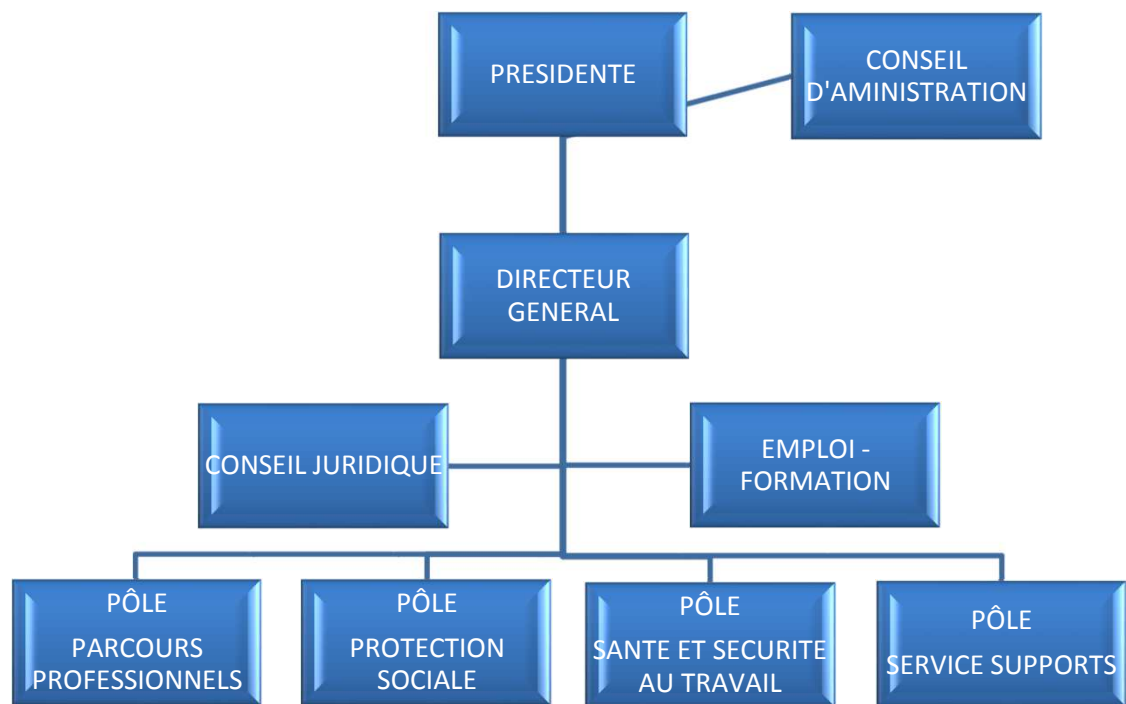 PRESIDENTE
CONSEIL
D'AMINISTRATION
DIRECTEUR
GENERAL
CONSEIL JURIDIQUE
EMPLOI -
FORMATION
PÔLE
PARCOURS
PROFESSIONNELS
PÔLE
PROTECTION
SOCIALE
PÔLE
SANTE ET SECURITE
AU TRAVAIL
PÔLE
SERVICE SUPPORTS